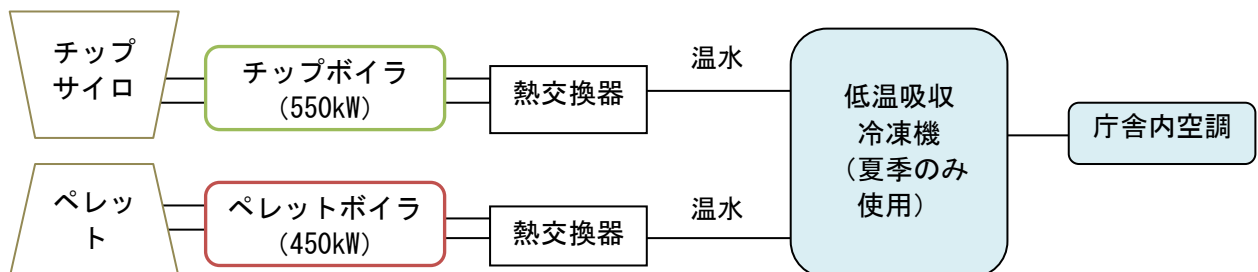 チップ
サイロ
チップボイラ
(550kW)
熱交換器
温水
低温吸収
冷凍機
(夏季のみ
使用)
庁舎内空調
ペレッ
ト
ペレットボイラ
(450kW)
熱交換器
温水